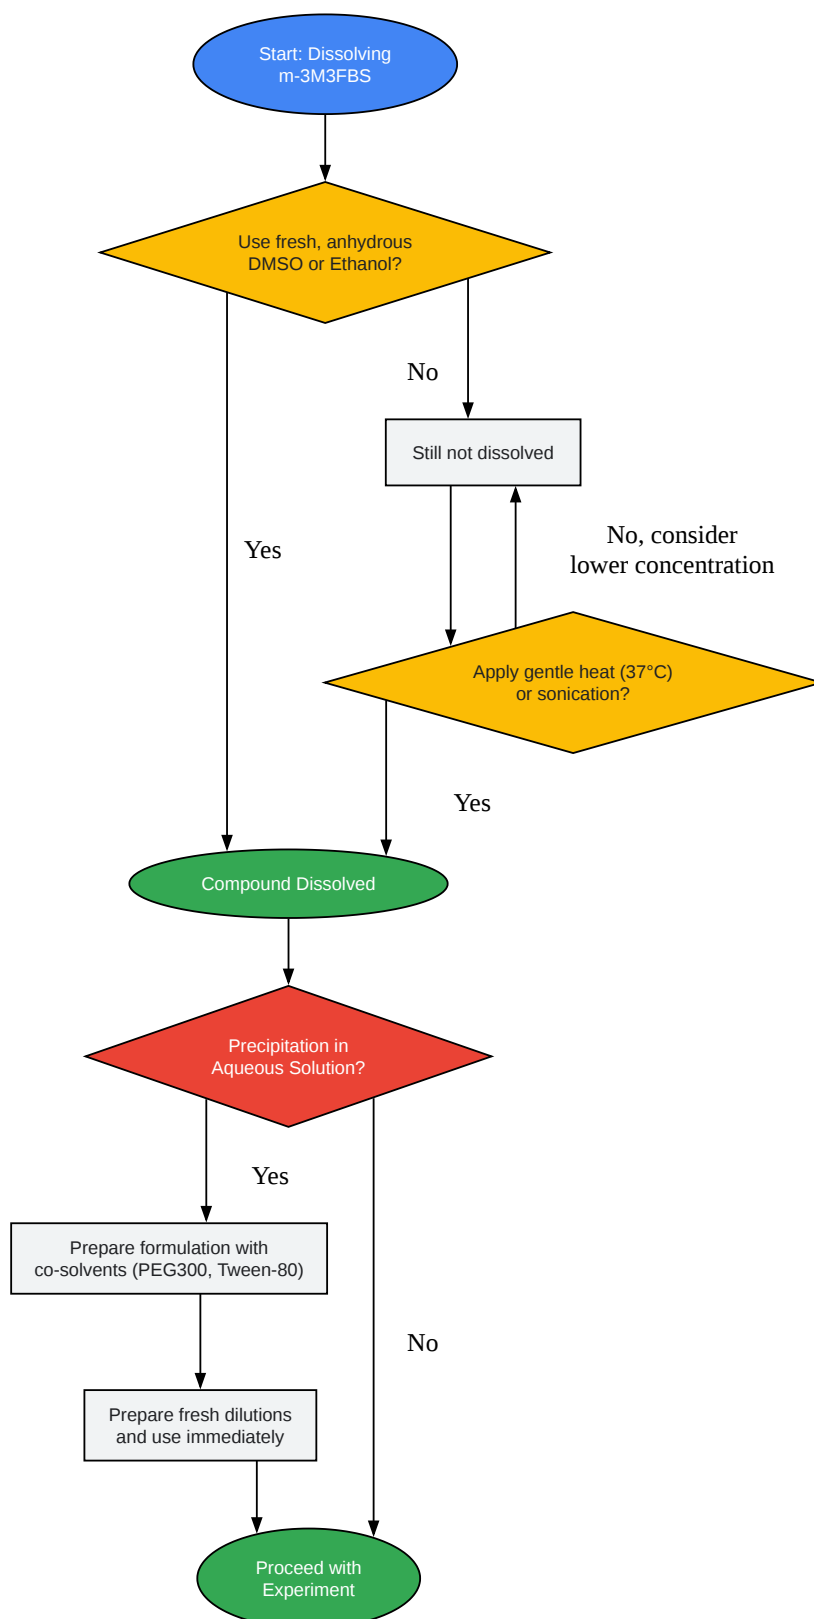 Start: Dissolving
m-3M3FBS
Use fresh, anhydrous
DMSO or Ethanol?
No
Still not dissolved
Yes
No, consider
lower concentration
Apply gentle heat (37°C)
or sonication?
Yes
Compound Dissolved
Precipitation in
Aqueous Solution?
Yes
Prepare formulation with
co-solvents (PEG300, Tween-80)
No
Prepare fresh dilutions
and use immediately
Proceed with
Experiment